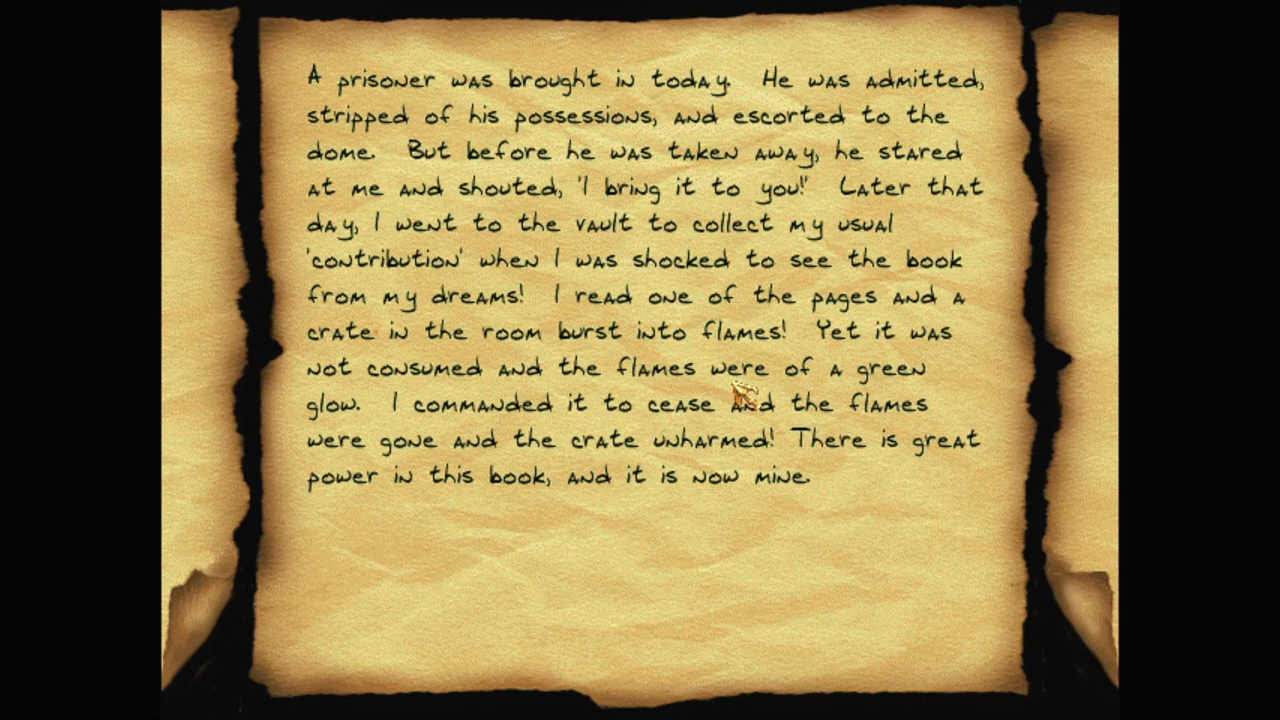 A prisoner was brought in today. He was admitted,
stripped of his possessions, and escorted to the
dome. But before he was taken away, he stared
at me and shouted, 'I bring it to you!' Later that
day, I went to the vault to collect my usual
'contribution' when I was shocked to see the book
from my dreams! I read one of the pages and a
crate in the room burst into flames! Yet it was
not consumed and the flames were of a green
glow. I commanded it to cease and the flames
were gone and the crate unharmed! There is great
power in this book, and it is now mine.